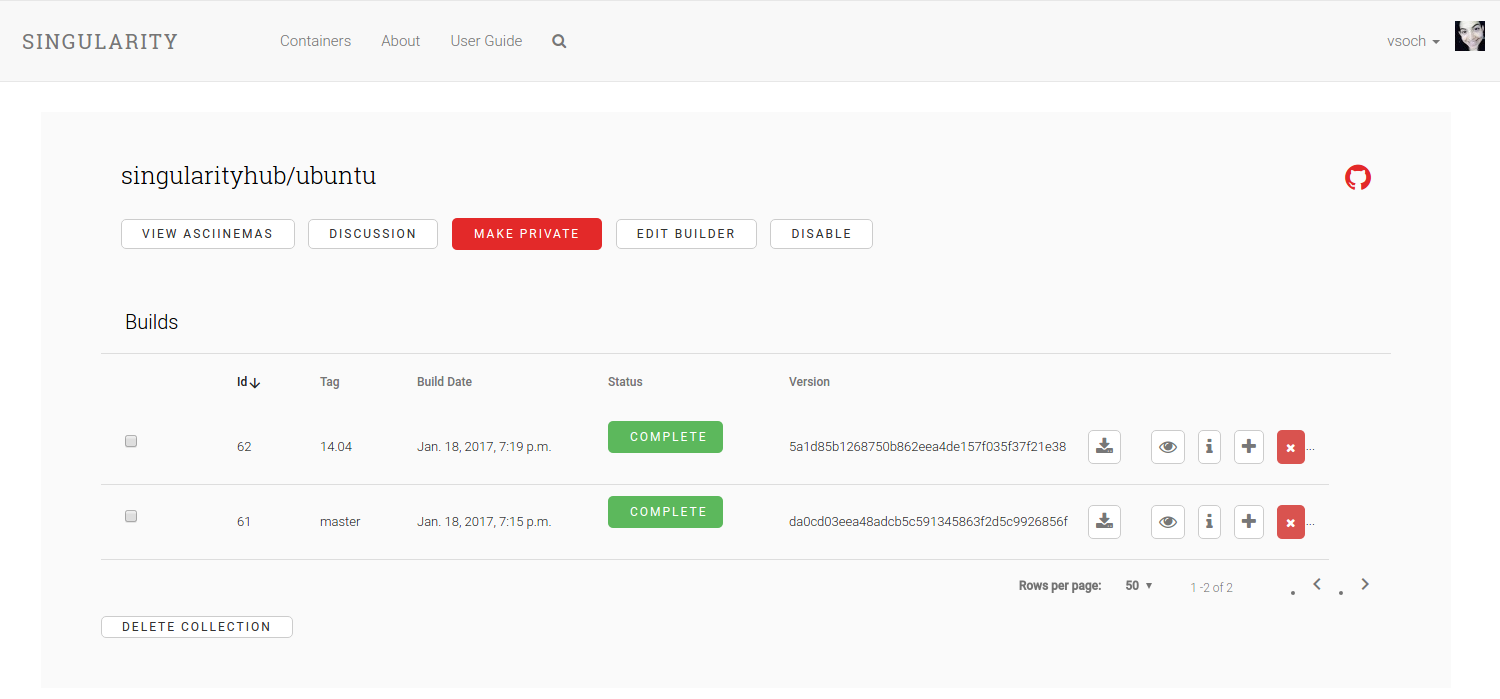 SINGULARITY Containers About User Guide vsoch
singularityhub/ubuntu
VIEW ASCIINEMAS DISCUSSION MAKE PRIVATE EDIT BUILDER DISABLE
Builds
Id Tag Build Date Status Version
62 14.04 Jan. 18, 2017, 7:19 p.m. COMPLETE 5a1d85b1268750b862eea4de157f035f37f21e38 ...
61 master Jan. 18, 2017, 7:15 p.m. COMPLETE da0cd03eea48adcb5c591345863f2d5c9926856f ...
Rows per page: 50 1 -2 of 2
DELETE COLLECTION